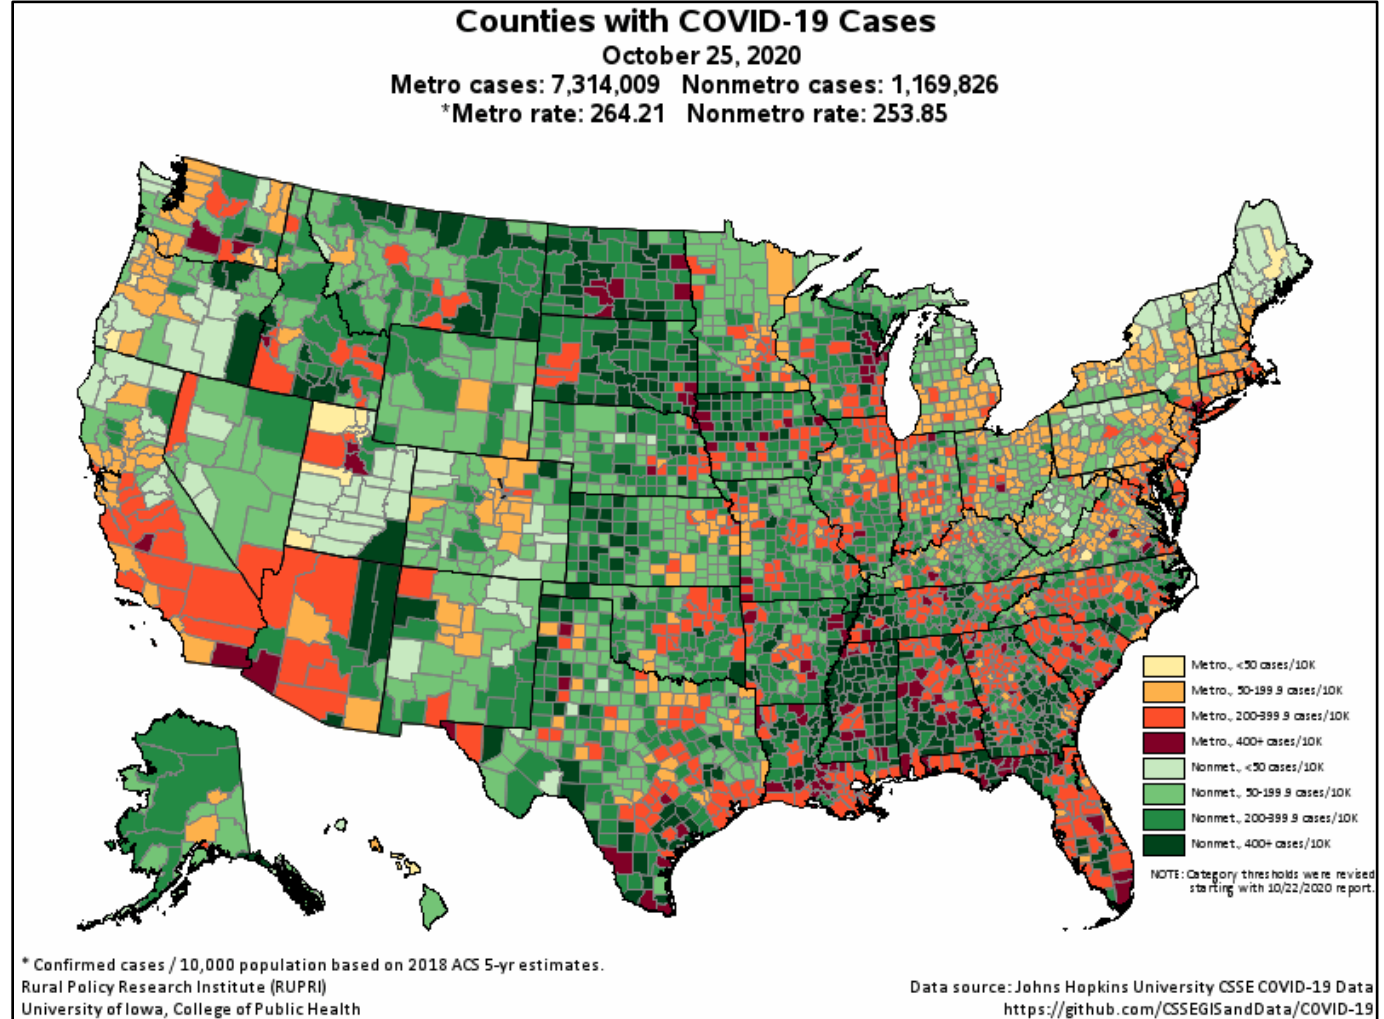 Counties with COVID-19 Cases
October 25, 2020
Metro cases: 7,314,009   Nonmetro cases: 1,169,826
*Metro rate: 264.21   Nonmetro rate: 253.85
Metro., <50 cases/10K
Metro., 50-199.9 cases/10K
Metro., 200-399.9 cases/10K
Metro., 400+ cases/10K
Nonmet., <50 cases/10K
Nonmet., 50-199.9 cases/10K
Nonmet., 200-399.9 cases/10K
Nonmet., 400+ cases/10K
NOTE: Category thresholds were revised
starting with 10/22/2020 report.
* Confirmed cases / 10,000 population based on 2018 ACS 5-yr estimates.
Rural Policy Research Institute (RUPRI)
University of Iowa, College of Public Health
Data source: Johns Hopkins University CSSE COVID-19 Data
https://github.com/CSSEGISandData/COVID-19